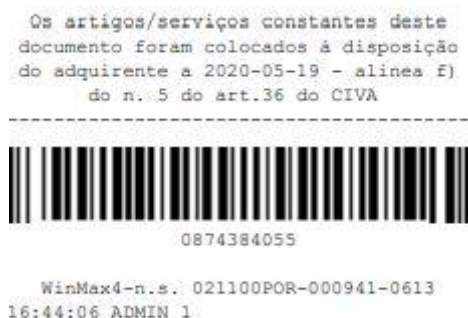 Os artigos/serviços constantes deste
documento foram colocados á disposição
do adquirente a 2020-05-19 - alinea f)
do n. 5 do art.36 do CIVA
----------------------------------------
0874384055
WinMax4-n.s. 021100POR-000941-0613
16:44:06 ADMIN 1